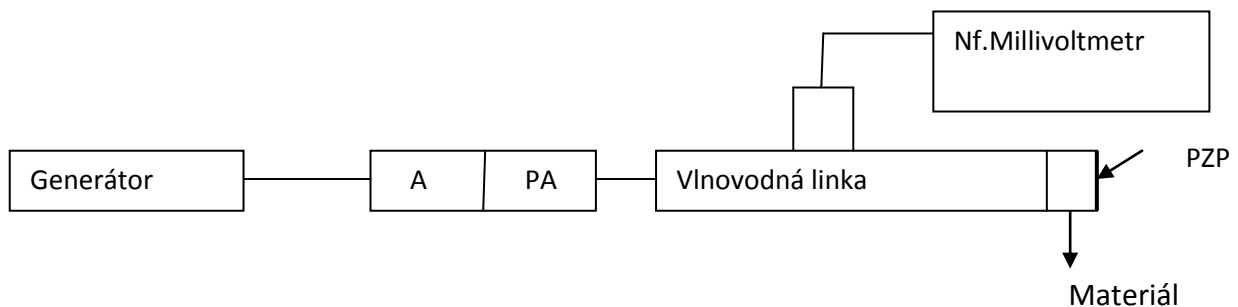 Nf.Millivoltmetr
Generátor
A
PA
Vlnovodná linka
PZP
Materiál